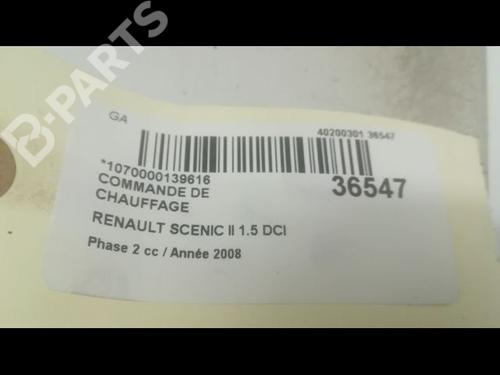 B-PARTS
GA
40200301 36547
*1070000139616
36547
COMMANDE DE
CHAUFFAGE
RENAULT SCENIC II 1.5 DCI
Phase 2 cc / Année 2008